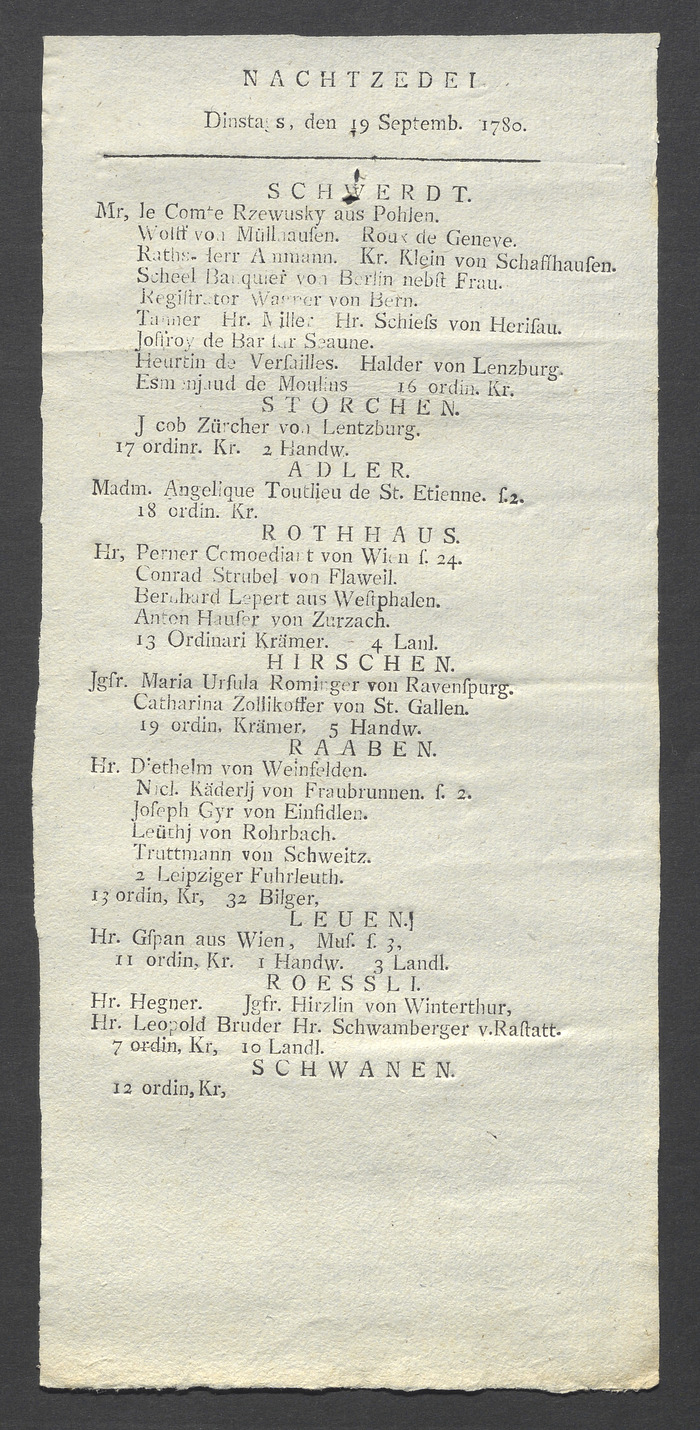 NACHTZEDEL.
Dinstags, den 19 Septemb. 1780.
SCHWERDT.
Mr, le Comte Rzewusky aus Pohlen.
Wolff von Müllhauſen. Roux de Geneve.
Raths-Herr Ammann. Kr. Klein von Schaffhauſen.
Scheel Banquier von Berlin nebſt Frau.
Regiſtrator Wagner von Bern.
Tanner Hr. Miller Hr. Schieſs von Heriſau.
Joffroy de Bar ſur Seaune.
Heurtin de Verſailles. Halder von Lenzburg.
Esmenjaud de Moulins 16 ordin. Kr.
STORCHEN.
J cob Zürcher von Lentzburg.
17 ordinr. Kr. 2 Handw.
ADLER.
Madm. Angelique Toutlieu de St. Etienne. ſ.2.
18 ordin. Kr.
ROTHHAUS.
Hr, Perner Comoediant von Wien ſ. 24.
Conrad Strubel von Flaweil.
Bernhard Lepert aus Weſtphalen.
Anton Hauſer von Zurzach.
13 Ordinari Krämer. - 4 Lanl.
HIRSCHEN.
Jgfr. Maria Urſula Rominger von Ravenſpurg.
Catharina Zollikoffer von St. Gallen.
19 ordin, Krämer, 5 Handw.
RAABEN.
Hr. Diethelm von Weinfelden.
Nicl. Käderlj von Fraubrunnen. ſ. 2.
Joſeph Gyr von Einſidlen.
Leüthj von Rohrbach.
Truttmann von Schweitz.
2 Leipziger Fuhrleuth.
13 ordin, Kr, 32 Bilger,
LEUEN.
Hr. Gſpan aus Wien, Muſ. ſ. 3,
11 ordin, Kr. 1 Handw. 3 Landl.
ROESSLI.
Hr. Hegner. Jgfr. Hirzlin von Winterthur,
Hr. Leopold Bruder Hr. Schwamberger v.Raſtatt.
7 ordin, Kr, 10 Landl.
SCHWANEN.
12 ordin, Kr,